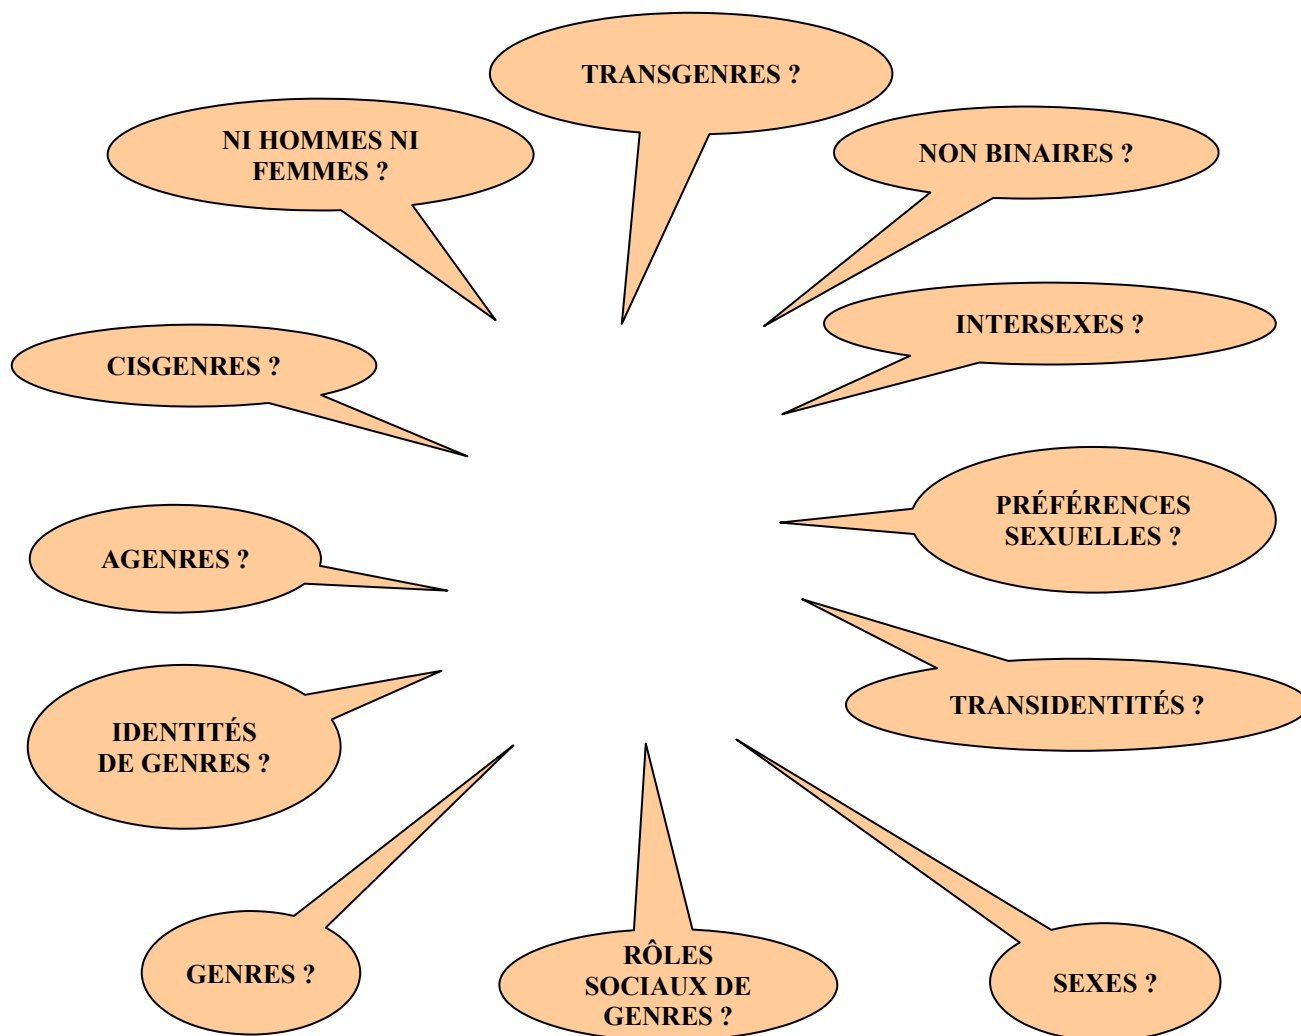 TRANSGENRES ?
NI HOMMES NI
FEMMES ?
NON BINAIRES ?
INTERSEXES ?
CISGENRES ?
PRÉFÉRENCES
SEXUELLES ?
AGENRES ?
TRANSIDENTITÉS ?
IDENTITÉS
DE GENRES ?
GENRES ?
RÔLES
SOCIAUX DE
GENRES ?
SEXES ?